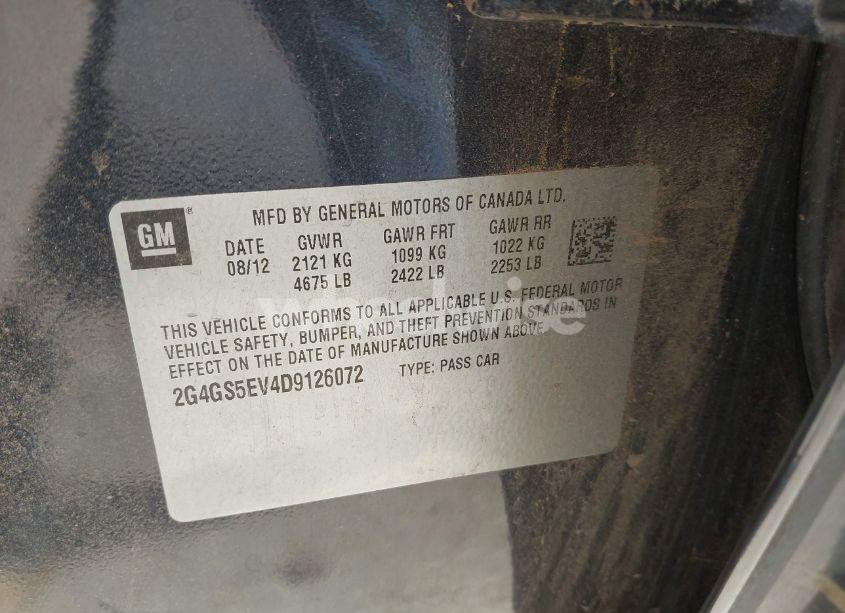 GM
MFD BY GENERAL MOTORS OF CANADA LTD.
DATE GVWR GAWR FRT GAWR RR
08/12 2121 KG 1099 KG 1022 KG
4675 LB 2422 LB 2253 LB
THIS VEHICLE CONFORMS TO ALL APPLICABLE U.S. FEDERAL MOTOR
VEHICLE SAFETY, BUMPER, AND THEFT PREVENTION STANDARDS IN
EFFECT ON THE DATE OF MANUFACTURE SHOWN ABOVE
2G4GS5EV4D9126072 TYPE: PASS CAR